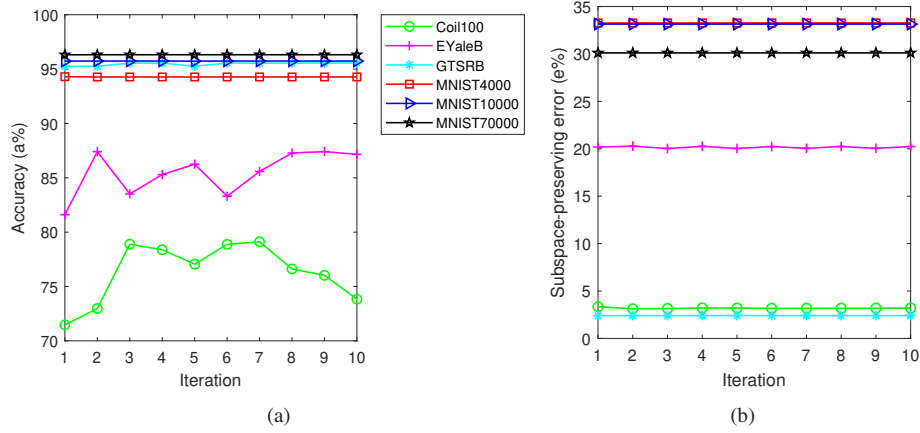 100
95
90
85
80
75
70
Accuracy (a%)
1 2 3 4 5 6 7 8 9 10
Iteration
(a)
Coil100
EYaleB
GTSRB
MNIST4000
MNIST10000
MNIST70000
35
30
25
20
15
10
5
0
Subspace-preserving error (e%)
1 2 3 4 5 6 7 8 9 10
Iteration
(b)